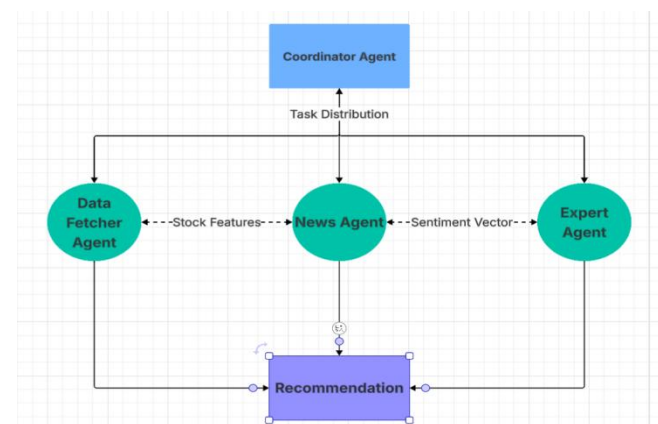 Coordinator Agent
Task Distribution
Data
Fetcher
Agent
Stock Features
News Agent
Sentiment Vector
Expert
Agent
Recommendation